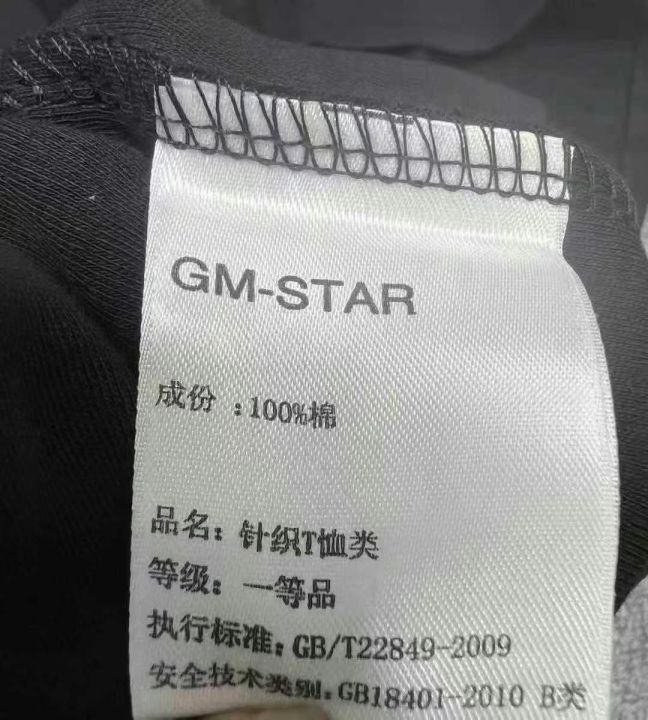 GM-STAR
成份：100%棉
品名：针织T恤类
等级：一等品
执行标准：GB/T22849-2009
安全技术类别：GB18401-2010 B类